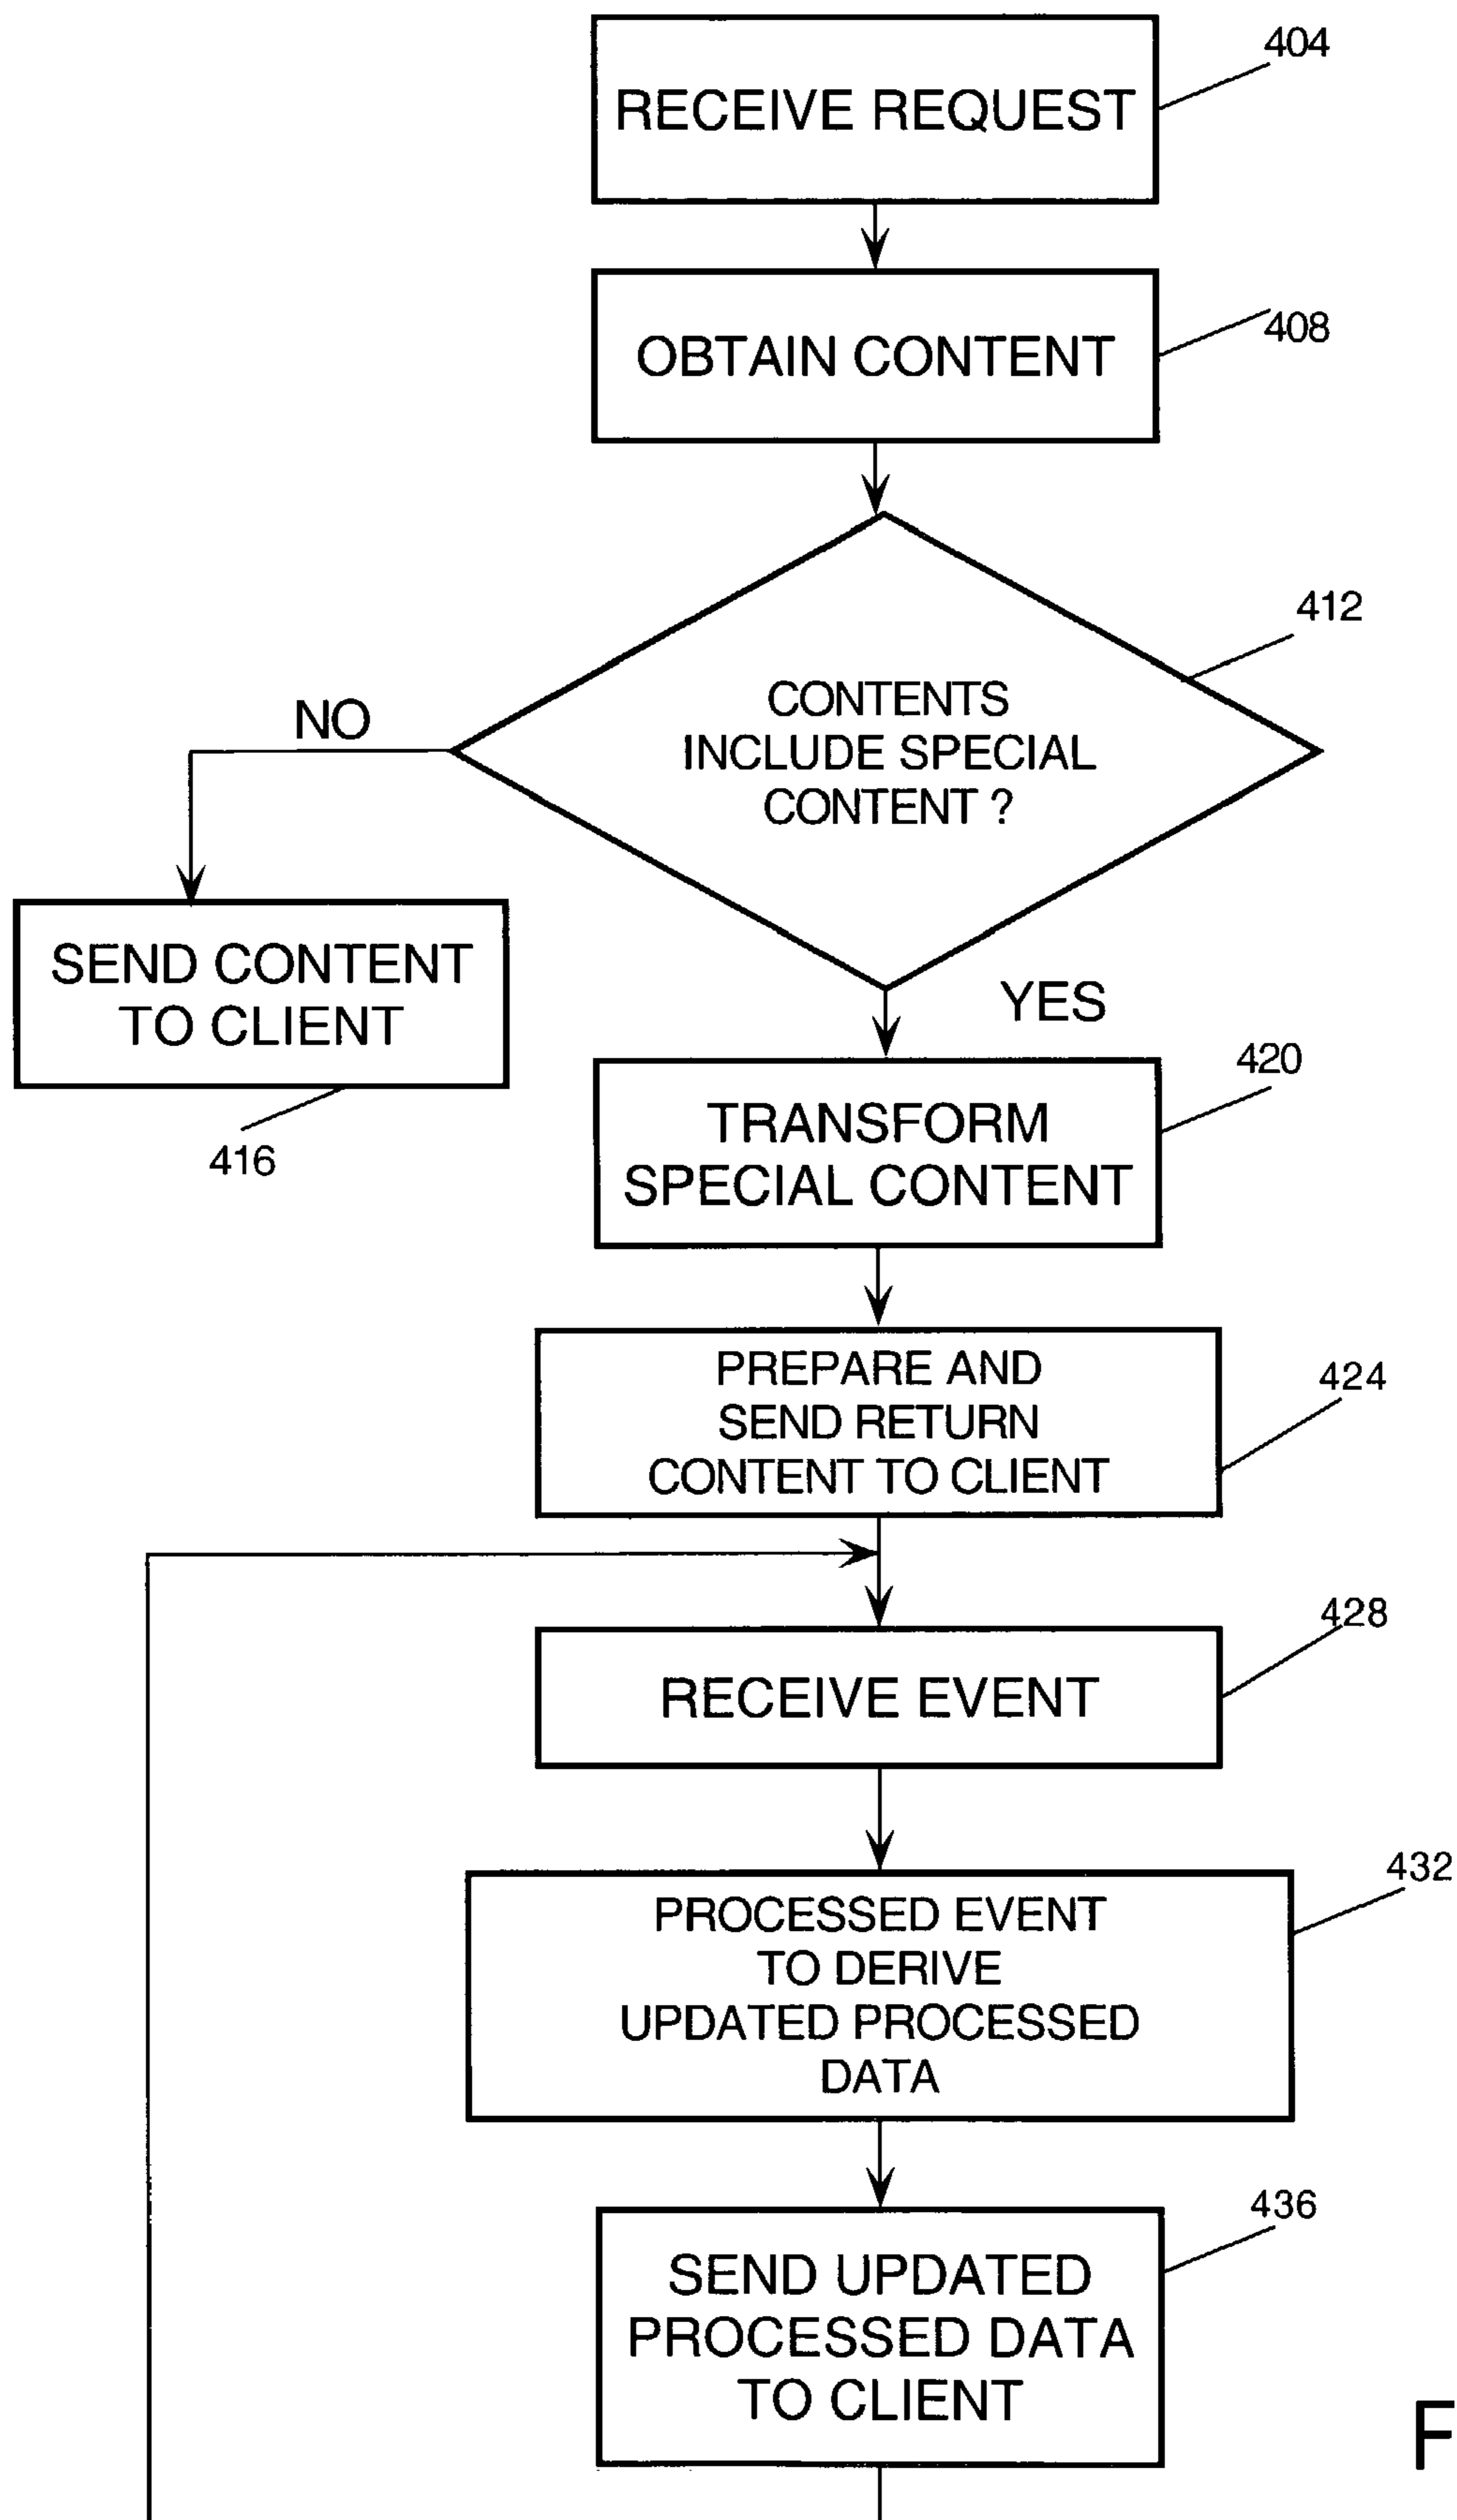 404
RECEIVE REQUEST
408
OBTAIN CONTENT
412
CONTENTS
INCLUDE SPECIAL
CONTENT ?
NO
SEND CONTENT
TO CLIENT
416
YES
420
TRANSFORM
SPECIAL CONTENT
424
PREPARE AND
SEND RETURN
CONTENT TO CLIENT
428
RECEIVE EVENT
432
PROCESSED EVENT
TO DERIVE
UPDATED PROCESSED
DATA
436
SEND UPDATED
PROCESSED DATA
TO CLIENT
F